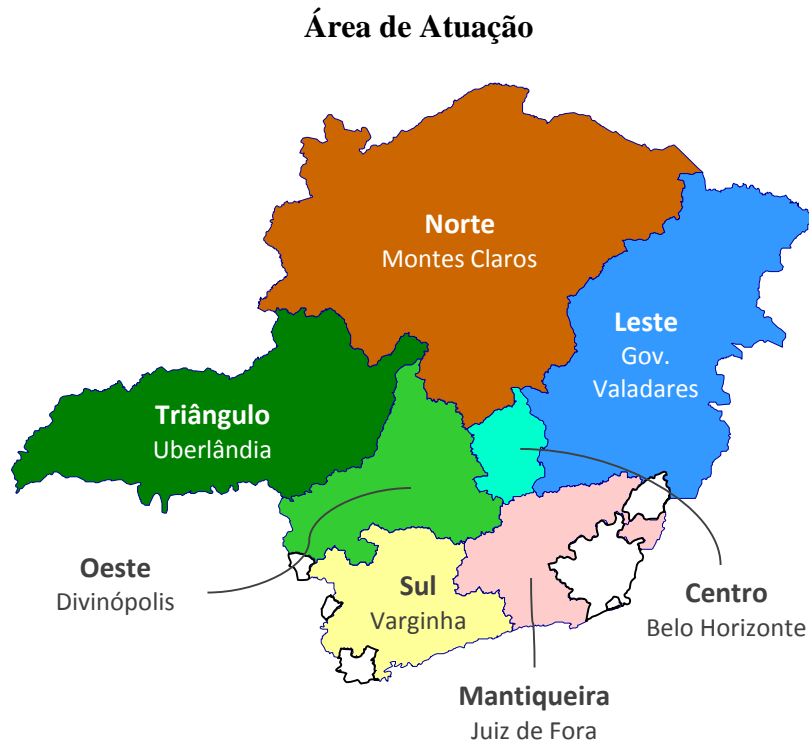 Área de Atuação
Norte
Montes Claros
Leste
Gov.
Valadares
Triângulo
Uberlândia
Oeste
Divinópolis
Sul
Varginha
Centro
Belo Horizonte
Mantiqueira
Juiz de Fora